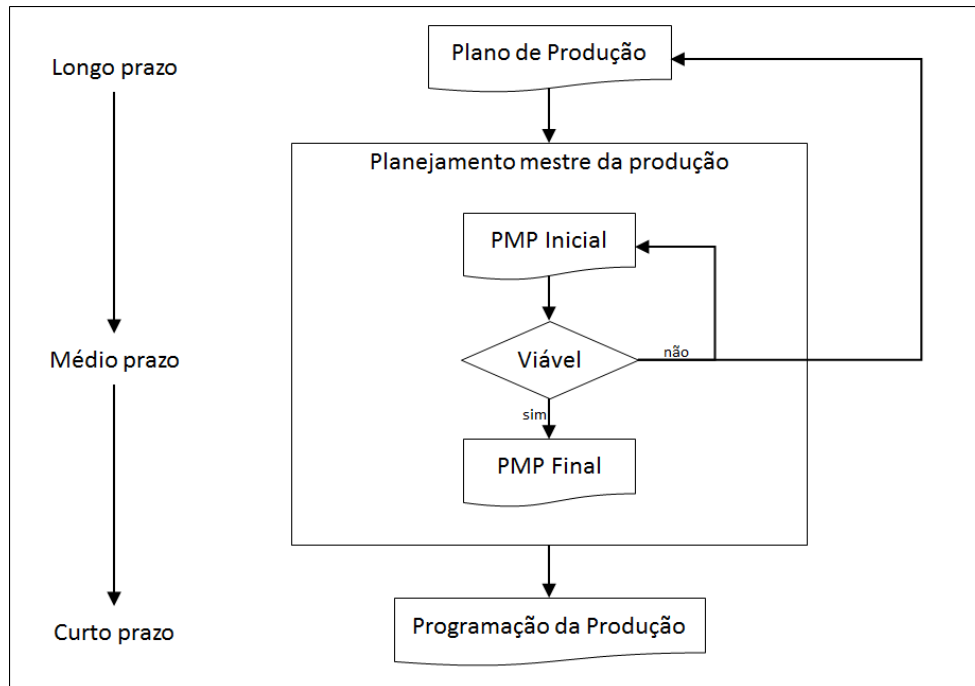 Longo prazo
Plano de Produção
Planejamento mestre da produção
PMP Inicial
Médio prazo
Viável
não
sim
PMP Final
Curto prazo
Programação da Produção